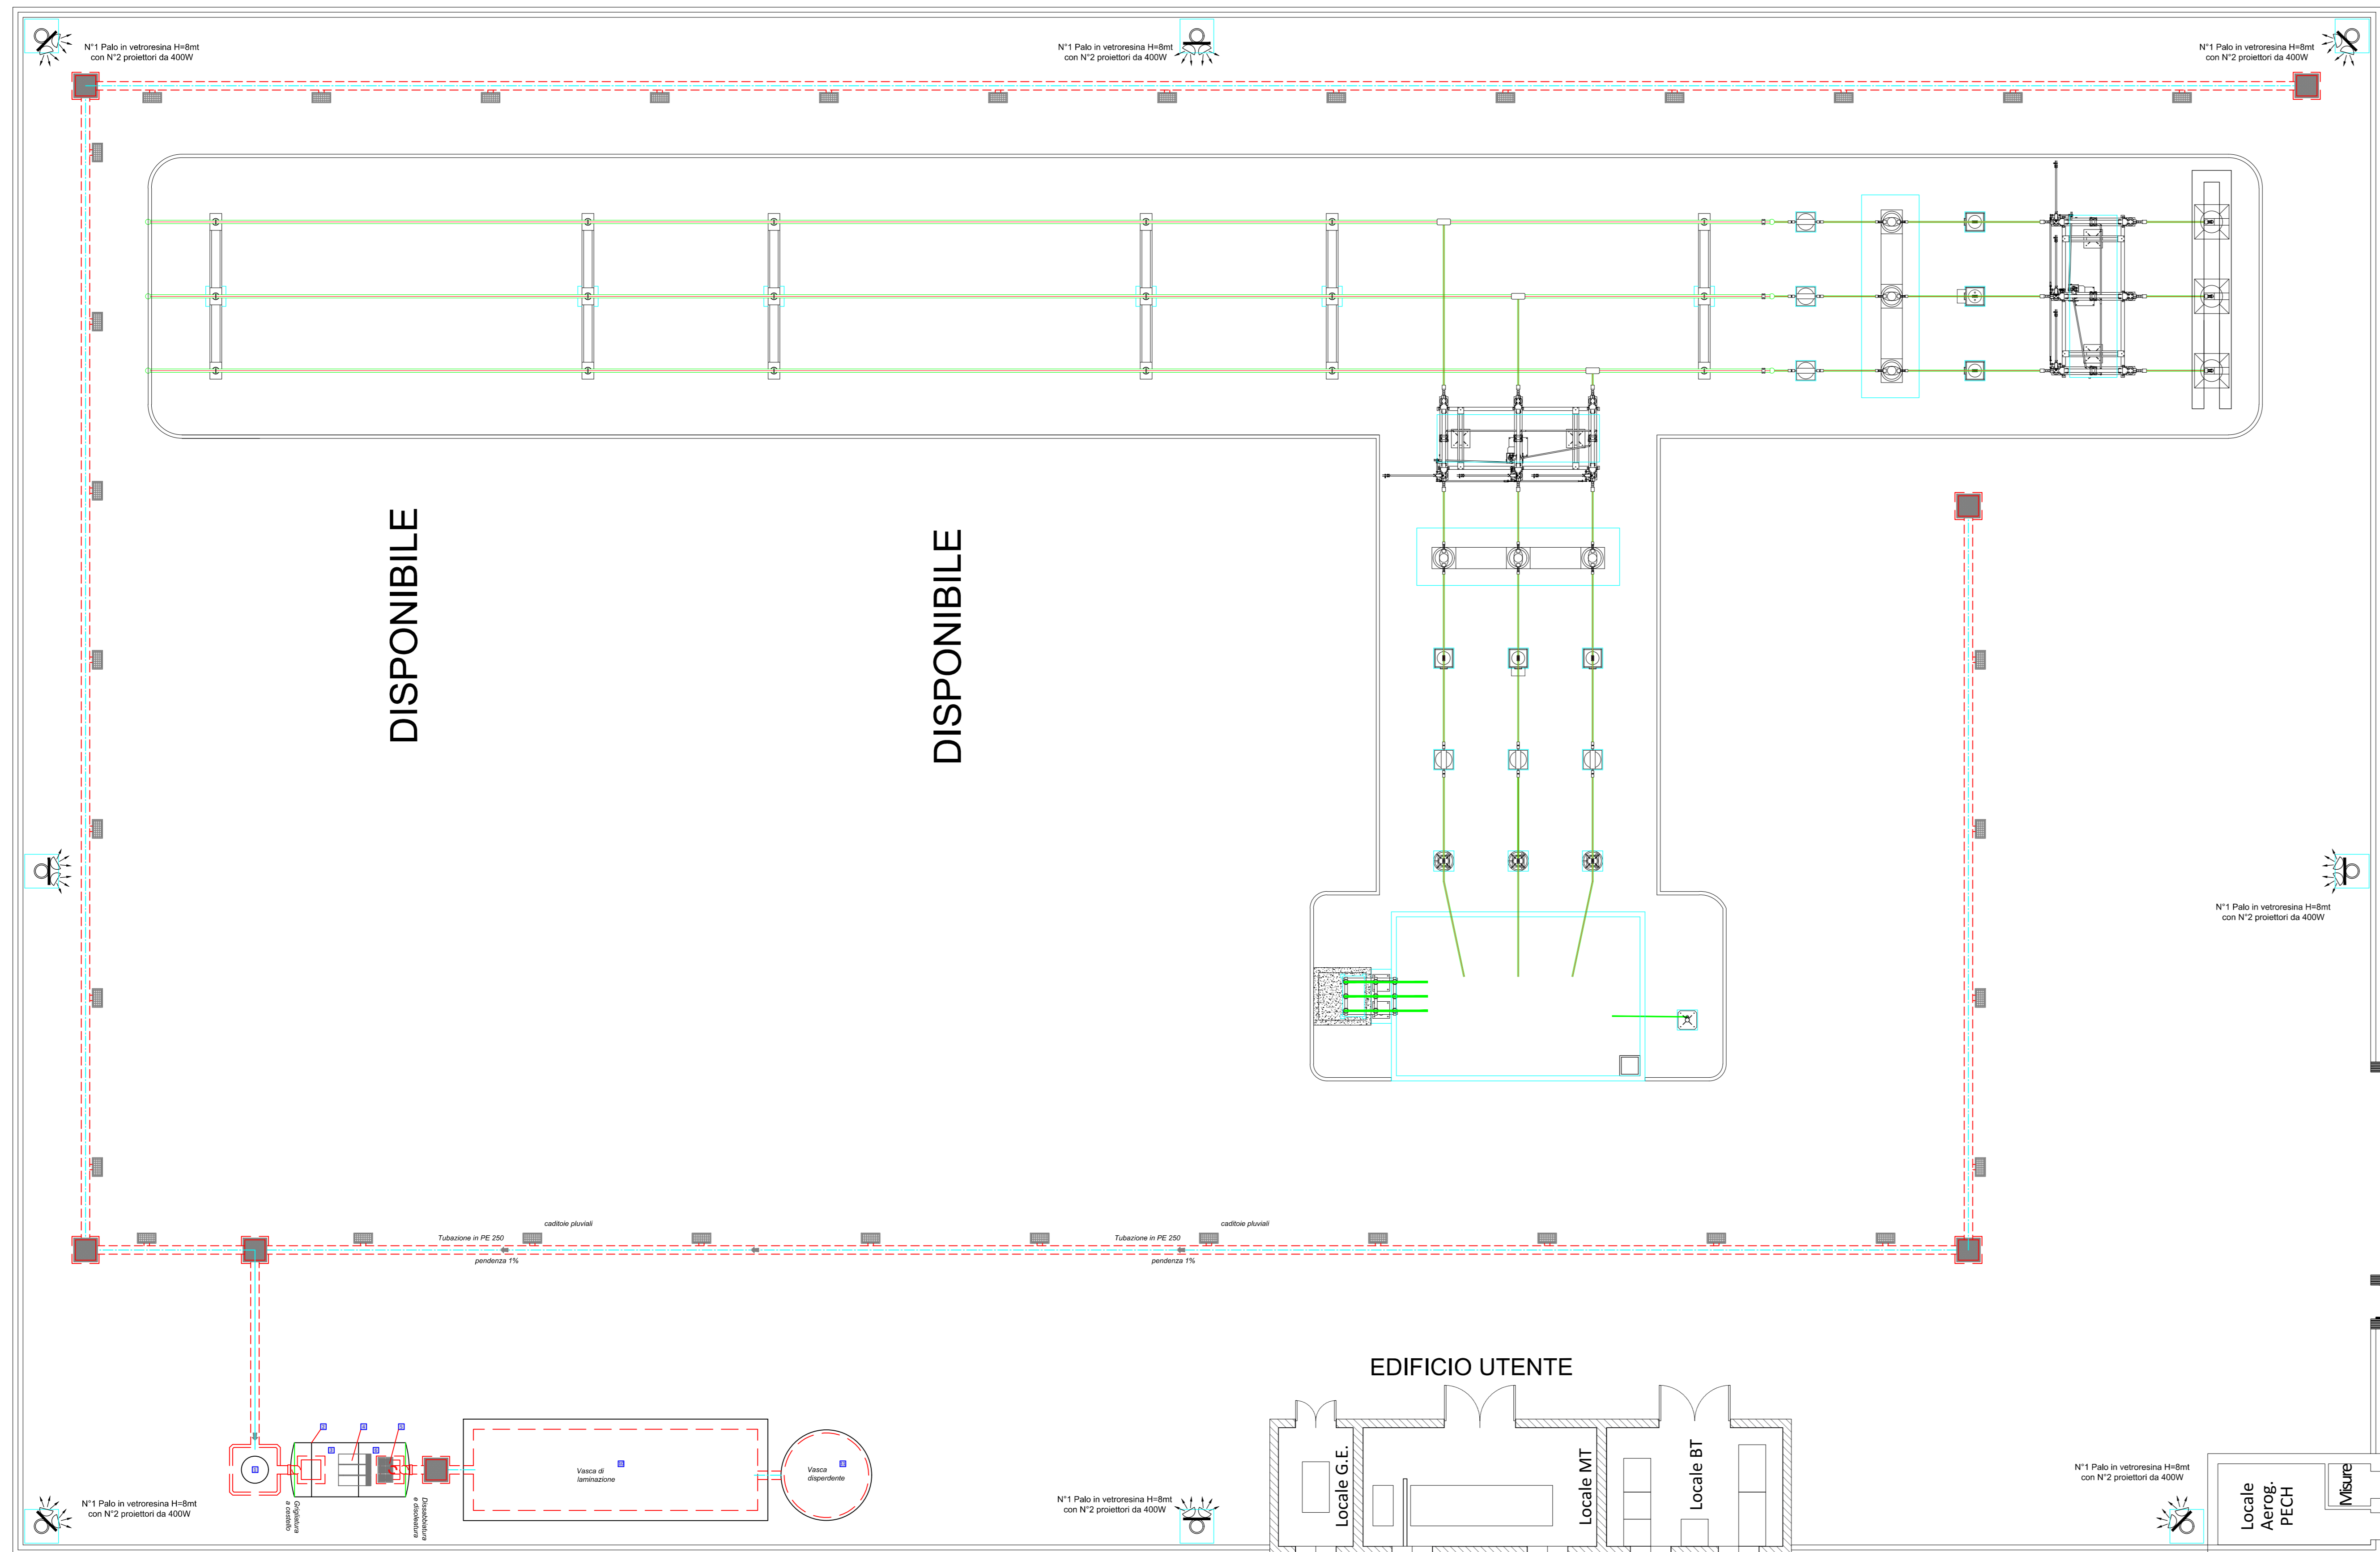 N°1 Palo in vetroresina H=8mt
con N°2 proiettori da 400W
N°1 Palo in vetroresina H=8mt
con N°2 proiettori da 400W
N°1 Palo in vetroresina H=8mt
con N°2 proiettori da 400W
DISPONIBILE
DISPONIBILE
N°1 Palo in vetroresina H=8mt
con N°2 proiettori da 400W
caditoie pluviali
caditoie pluviali
Tubazione in PE 250
Tubazione in PE 250
pendenza 1%
pendenza 1%
EDIFICIO UTENTE
Vasca di
laminazione
Vasca
disperdente
Grigliatura
a castello
Dissabbiatura
e disoleatura
Locale G.E.
Locale MT
Locale BT
N°1 Palo in vetroresina H=8mt
con N°2 proiettori da 400W
N°1 Palo in vetroresina H=8mt
con N°2 proiettori da 400W
N°1 Palo in vetroresina H=8mt
con N°2 proiettori da 400W
Locale
Aerog.
PECH
Misure